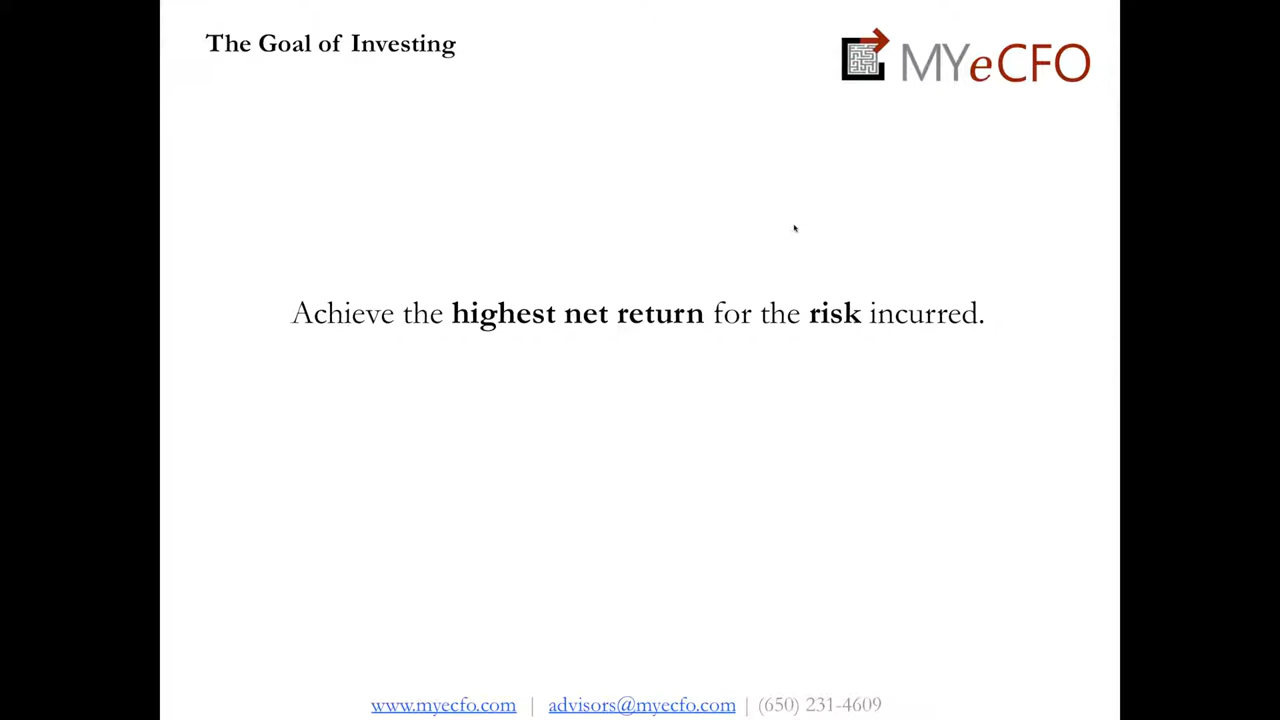 The Goal of Investing
MYeCFO
Achieve the highest net return for the risk incurred.
www.myecfo.com | advisors@myecfo.com | (650) 231-4609